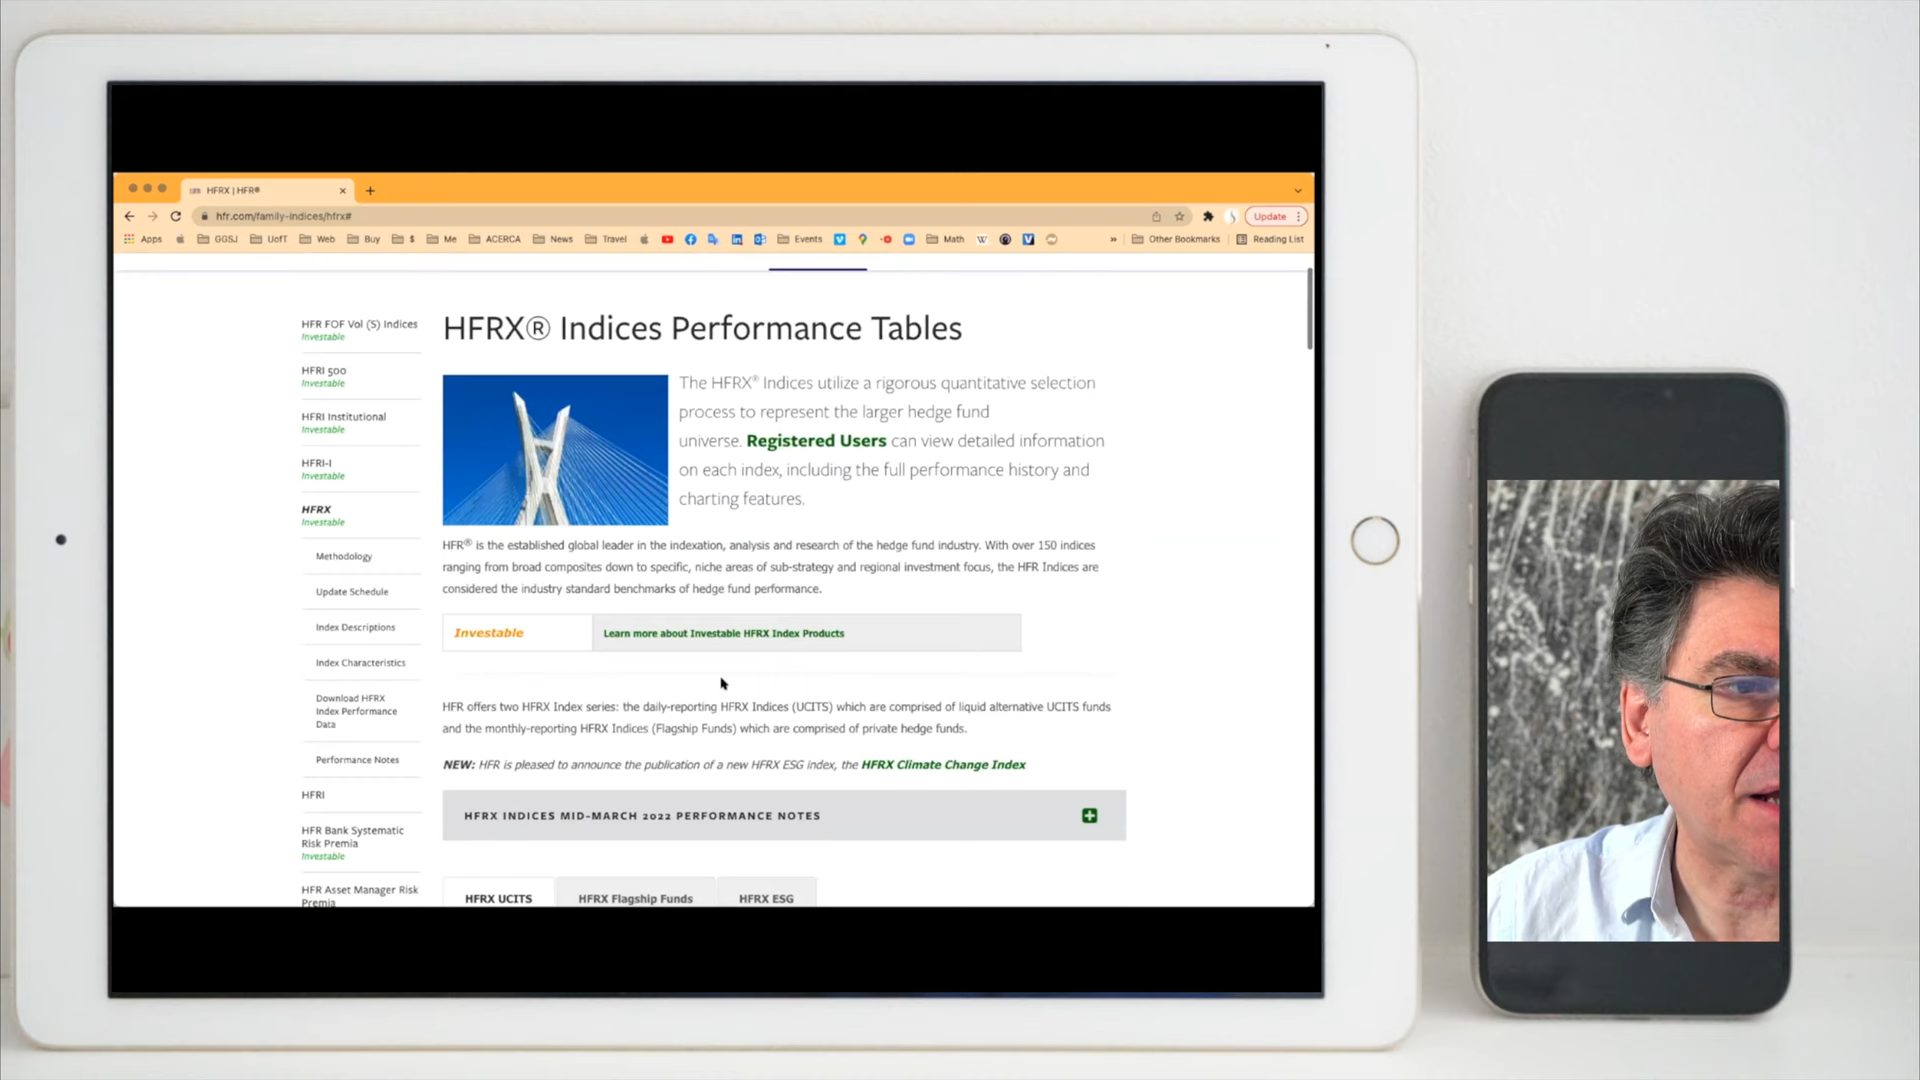 HFRX | HFR®
hfr.com/family-indices/hfrx#
Update
Apps
GGSJ
UofT
Web
Buy
$
Me
ACERCA
News
Travel
Events
Math
W
»
Other Bookmarks
Reading List
HFR FOF Vol (S) Indices
Investable
HFRI 500
Investable
HFRI Institutional
Investable
HFRI-I
Investable
HFRX
Investable
Methodology
Update Schedule
Index Descriptions
Index Characteristics
Download HFRX
Index Performance
Data
Performance Notes
HFRI
HFR Bank Systematic
Risk Premia
Investable
HFR Asset Manager Risk
Premia
HFRX® Indices Performance Tables
The HFRX® Indices utilize a rigorous quantitative selection
process to represent the larger hedge fund
universe. Registered Users can view detailed information
on each index, including the full performance history and
charting features.
HFR® is the established global leader in the indexation, analysis and research of the hedge fund industry. With over 150 indices
ranging from broad composites down to specific, niche areas of sub-strategy and regional investment focus, the HFR Indices are
considered the industry standard benchmarks of hedge fund performance.
Investable
Learn more about Investable HFRX Index Products
HFR offers two HFRX Index series: the daily-reporting HFRX Indices (UCITS) which are comprised of liquid alternative UCITS funds
and the monthly-reporting HFRX Indices (Flagship Funds) which are comprised of private hedge funds.
NEW: HFR is pleased to announce the publication of a new HFRX ESG index, the HFRX Climate Change Index
HFRX INDICES MID-MARCH 2022 PERFORMANCE NOTES
HFRX UCITS
HFRX Flagship Funds
HFRX ESG